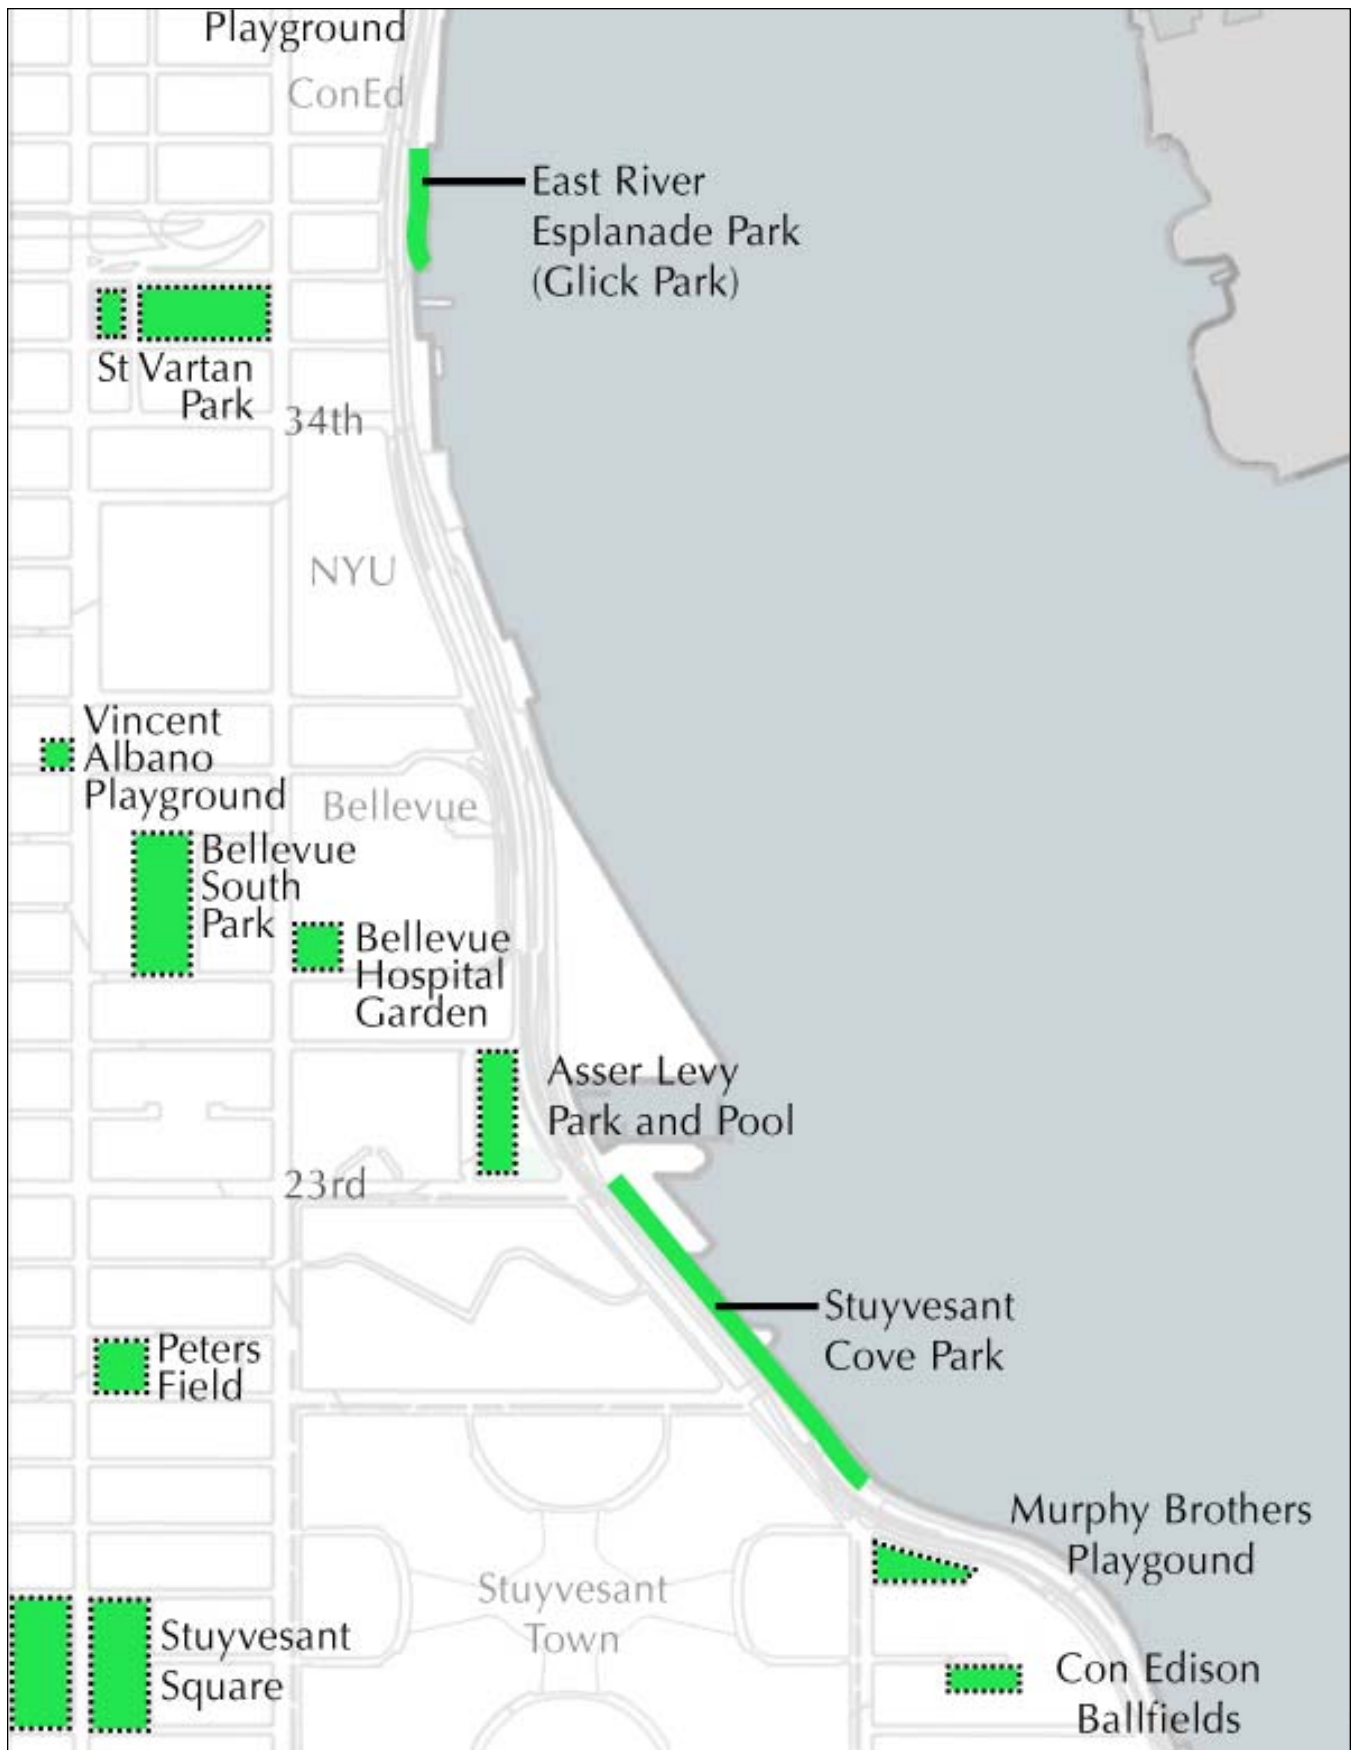 Playground
ConEd
East River
Esplanade Park
(Glick Park)
St Vartan
Park
34th
NYU
Vincent
Albano
Playground
Bellevue
Bellevue
South
Park
Bellevue
Hospital
Garden
Asser Levy
Park and Pool
23rd
Stuyvesant
Cove Park
Peters
Field
Murphy Brothers
Playgound
Stuyvesant
Town
Stuyvesant
Square
Con Edison
Ballfields